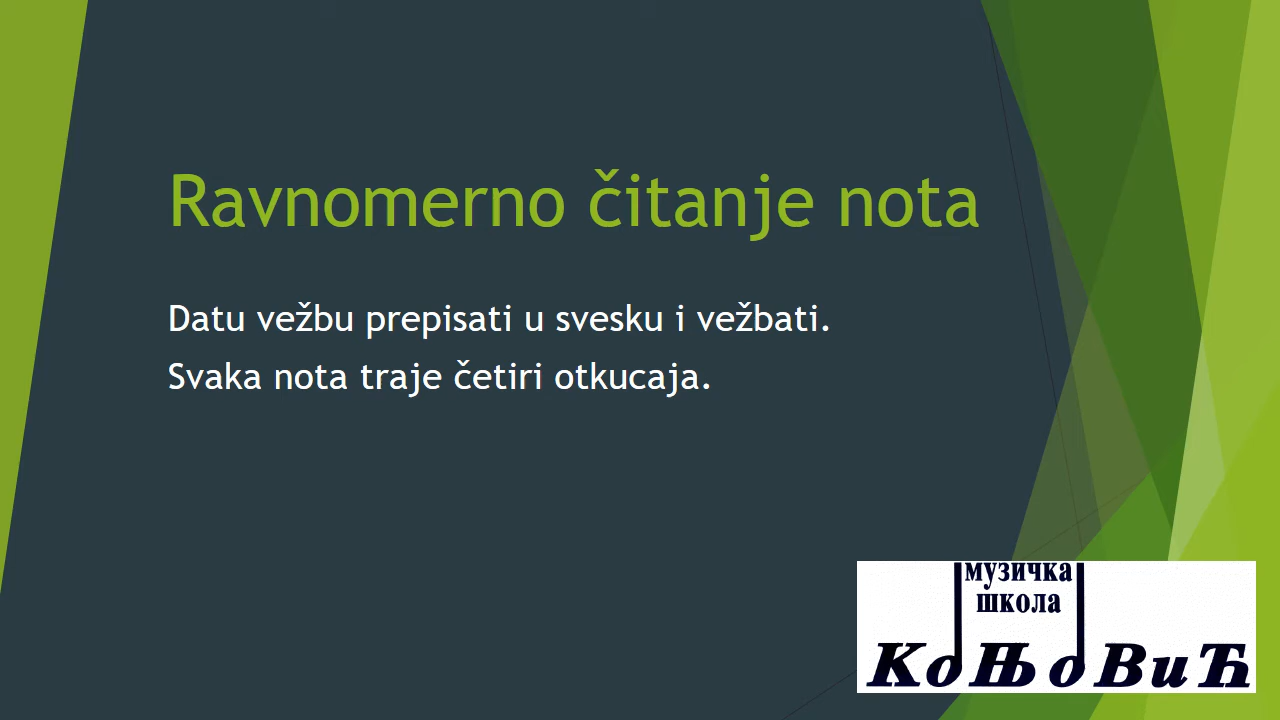 Ravnomerno čitanje nota
Datu vežbu prepisati u svesku i vežbati.
Svaka nota traje četiri otkucaja.
музичка
школа
КоЊоВиЋ